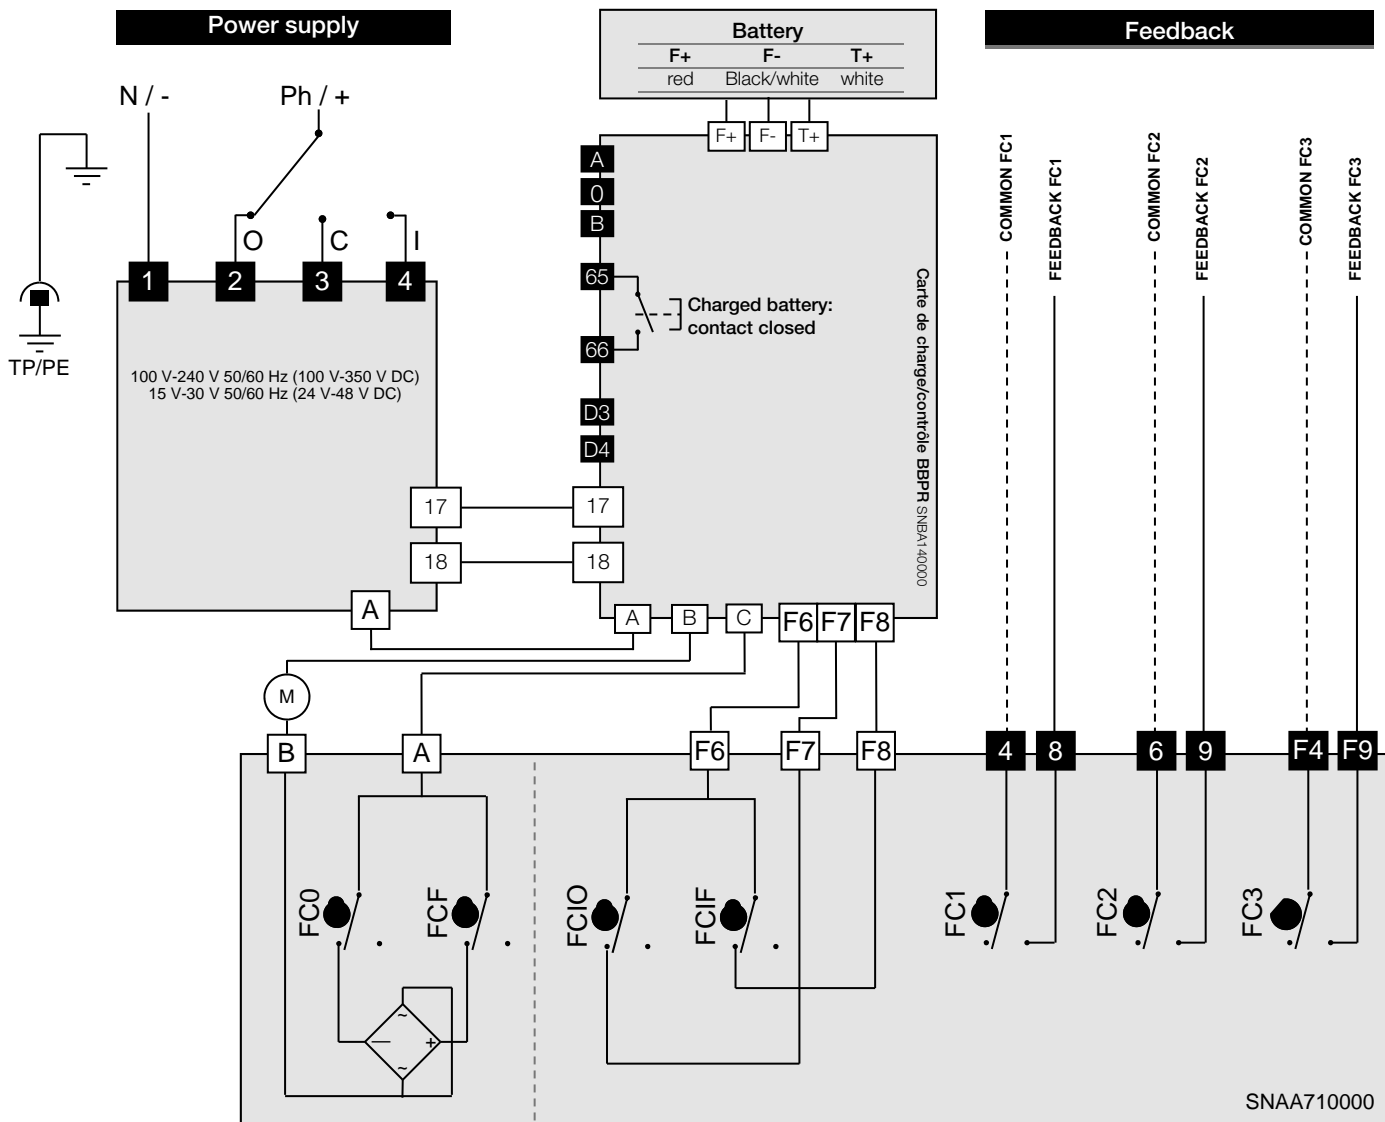 Power supply
Battery
F+ F- T+
red Black/white white
Feedback
N / - Ph / +
F+ F- T+
A
0
B
65
66
Charged battery:
contact closed
D3
D4
17
18
Carte de charge/contrôle BBPR SNBA140000
O C I
1 2 3 4
TP/PE
100 V-240 V 50/60 Hz (100 V-350 V DC)
15 V-30 V 50/60 Hz (24 V-48 V DC)
17
18
A
A B C F6 F7 F8
COMMON FC1
FEEDBACK FC1
COMMON FC2
FEEDBACK FC2
COMMON FC3
FEEDBACK FC3
M
B A F6 F7 F8 4 8 6 9 F4 F9
FC0 FCF FCIO FCIF FC1 FC2 FC3
~
— +
~
SNAA710000